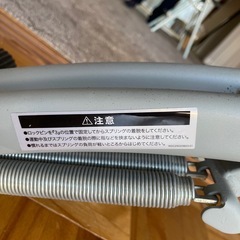 ⚠注意
●ロックピンを「3」の位置で固定してからスプリングの着脱をしてください。
●運動中及びスプリングの着脱の際に指などを挟まないように注意してください。
●慣れるまではスプリングの負荷が軽いところからはじめてください。